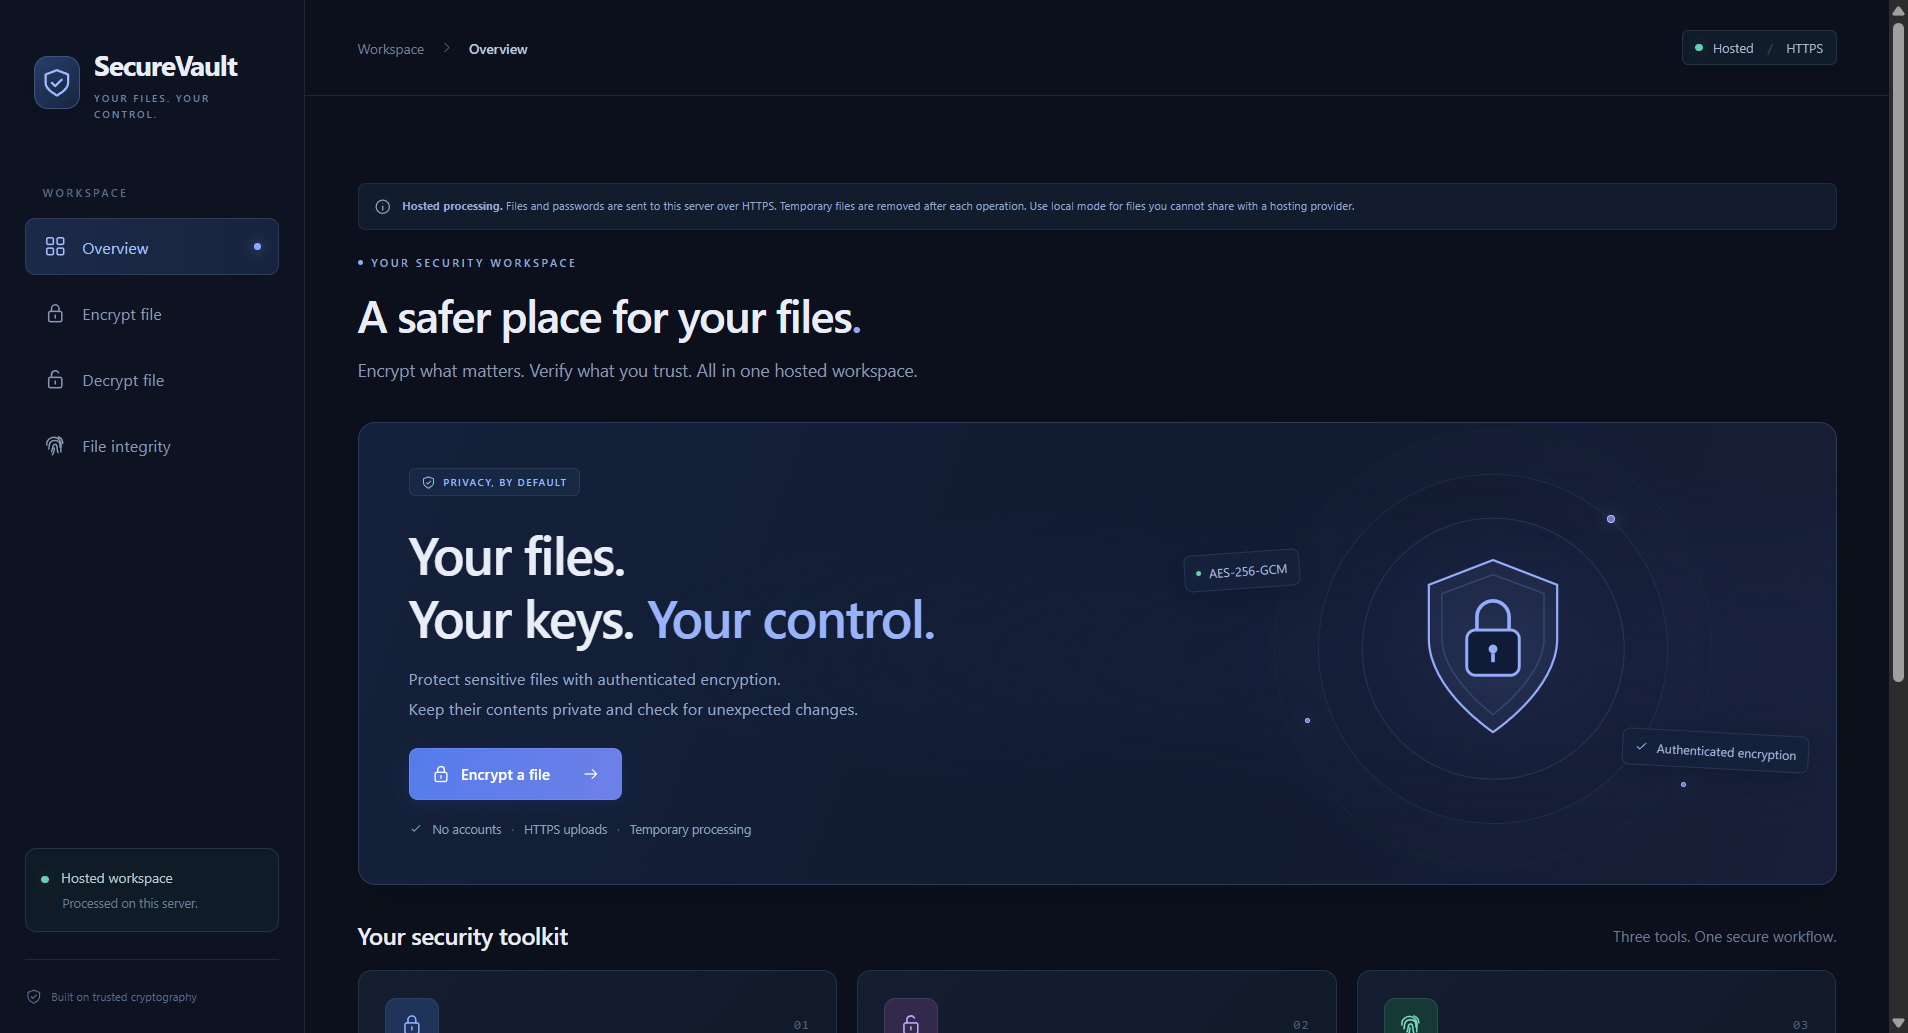 SecureVault
YOUR FILES. YOUR
CONTROL.
WORKSPACE
Overview
Encrypt file
Decrypt file
File integrity
Hosted workspace
Processed on this server.
Built on trusted cryptography
Workspace > Overview
Hosted / HTTPS
Hosted processing. Files and passwords are sent to this server over HTTPS. Temporary files are removed after each operation. Use local mode for files you cannot share with a hosting provider.
YOUR SECURITY WORKSPACE
A safer place for your files.
Encrypt what matters. Verify what you trust. All in one hosted workspace.
PRIVACY, BY DEFAULT
Your files.
Your keys. Your control.
Protect sensitive files with authenticated encryption.
Keep their contents private and check for unexpected changes.
Encrypt a file →
No accounts · HTTPS uploads · Temporary processing
AES-256-GCM
Authenticated encryption
Your security toolkit
Three tools. One secure workflow.
01
02
03